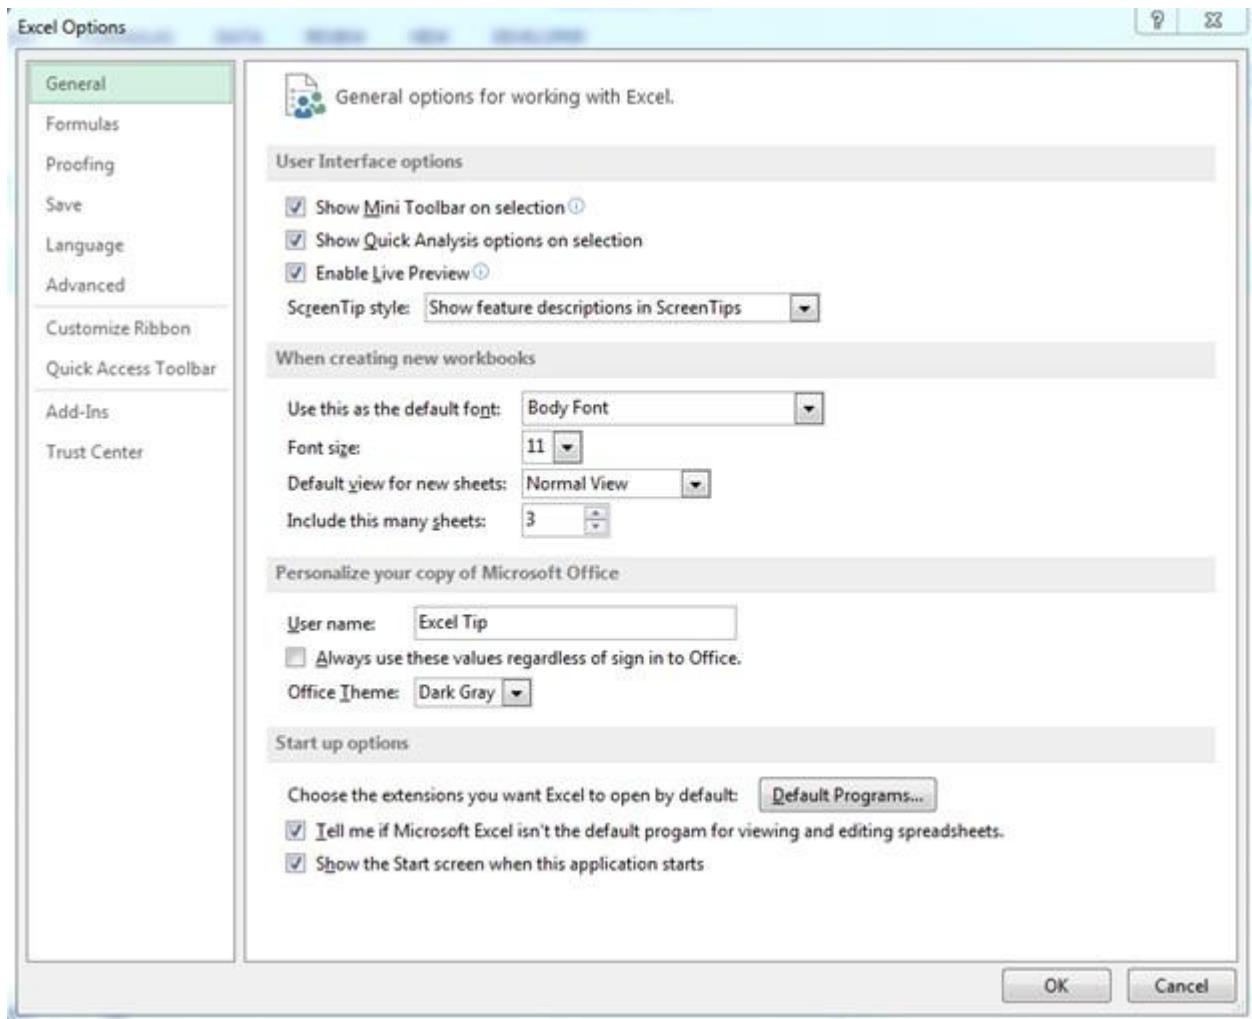 Excel Options
General
Formulas
Proofing
Save
Language
Advanced
Customize Ribbon
Quick Access Toolbar
Add-Ins
Trust Center
General options for working with Excel.
User Interface options
Show Mini Toolbar on selection
Show Quick Analysis options on selection
Enable Live Preview
ScreenTip style: Show feature descriptions in ScreenTips
When creating new workbooks
Use this as the default font: Body Font
Font size: 11
Default view for new sheets: Normal View
Include this many sheets: 3
Personalize your copy of Microsoft Office
User name: Excel Tip
Always use these values regardless of sign in to Office.
Office Theme: Dark Gray
Start up options
Choose the extensions you want Excel to open by default: Default Programs...
Tell me if Microsoft Excel isn't the default progam for viewing and editing spreadsheets.
Show the Start screen when this application starts
OK Cancel